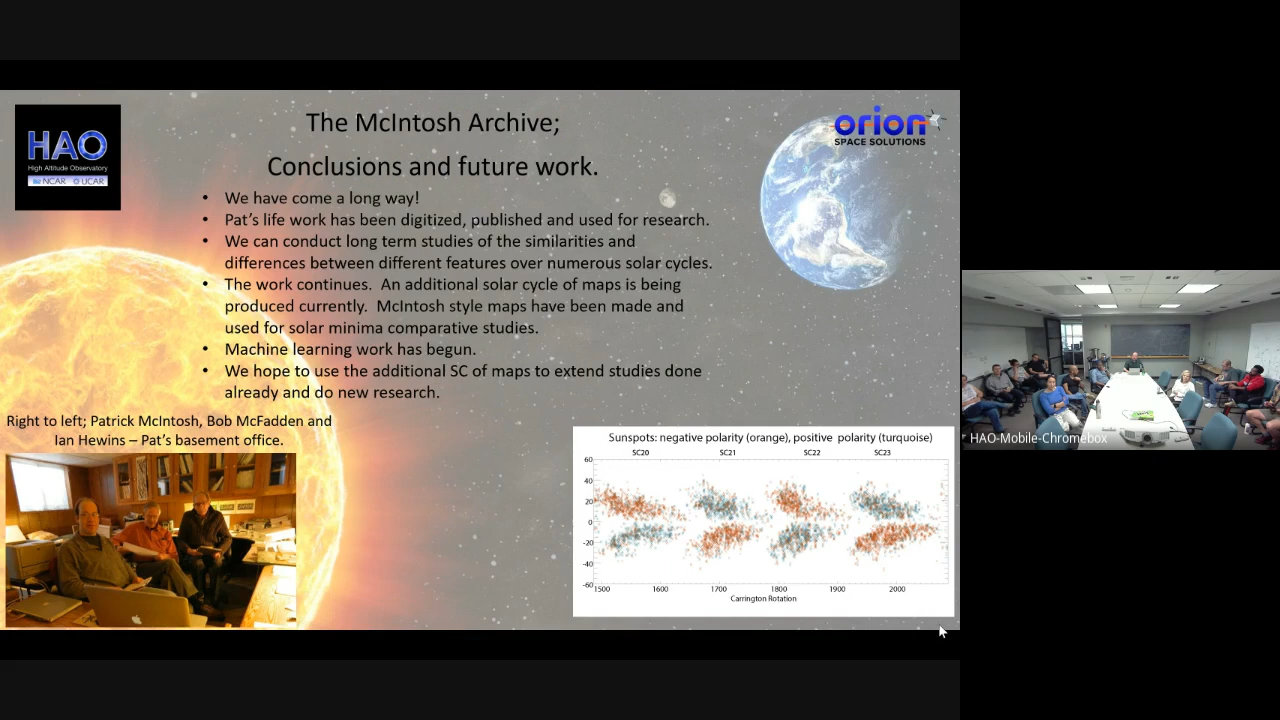 HAO
High Altitude Observatory
NCAR UCAR
The McIntosh Archive;
Conclusions and future work.
orion
SPACE SOLUTIONS
• We have come a long way!
• Pat's life work has been digitized, published and used for research.
• We can conduct long term studies of the similarities and
differences between different features over numerous solar cycles.
• The work continues. An additional solar cycle of maps is being
produced currently. McIntosh style maps have been made and
used for solar minima comparative studies.
• Machine learning work has begun.
• We hope to use the additional SC of maps to extend studies done
already and do new research.
Right to left; Patrick McIntosh, Bob McFadden and
Ian Hewins – Pat's basement office.
Sunspots: negative polarity (orange), positive polarity (turquoise)
SC20 SC21 SC22 SC23
60
40
20
0
-20
-40
-60
1500 1600 1700 1800 1900 2000
Carrington Rotation
HAO-Mobile-Chromebox